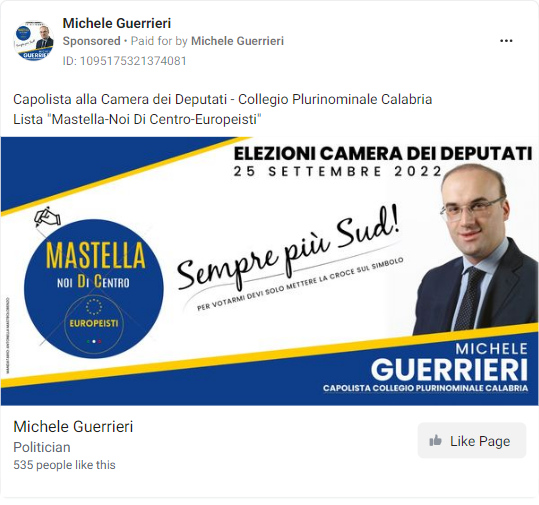 Michele Guerrieri
Sponsored • Paid for by Michele Guerrieri
ID: 1095175321374081
Capolista alla Camera dei Deputati - Collegio Plurinominale Calabria
Lista "Mastella-Noi Di Centro-Europeisti"
ELEZIONI CAMERA DEI DEPUTATI
25 SETTEMBRE 2022
MASTELLA
NOI DI CENTRO
EUROPEISTI
Sempre più Sud!
PER VOTARMI DEVI SOLO METTERE LA CROCE SUL SIMBOLO
MICHELE
GUERRIERI
CAPOLISTA COLLEGIO PLURINOMINALE CALABRIA
Michele Guerrieri
Politician
535 people like this
Like Page